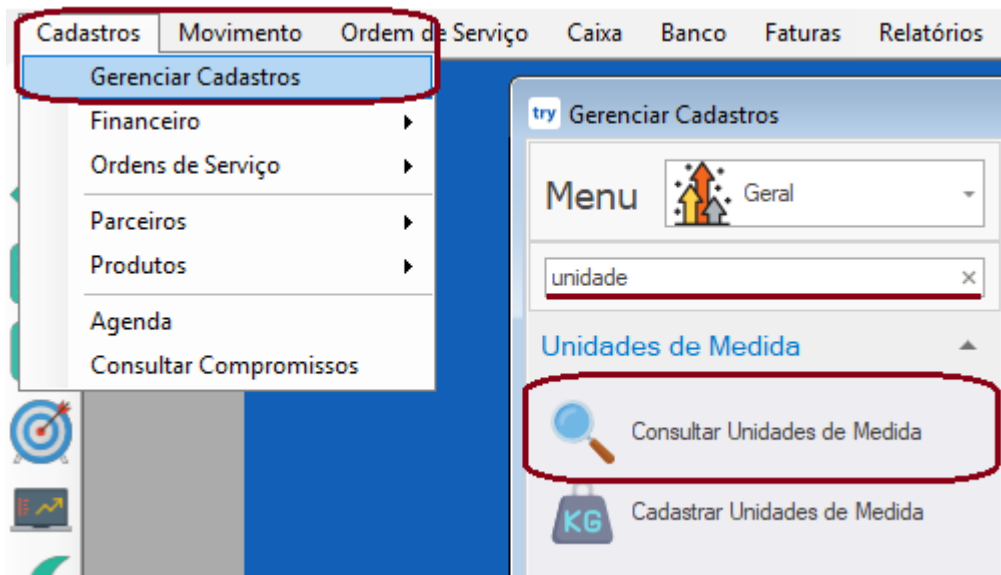 Cadastros Movimento Ordem de Serviço Caixa Banco Faturas Relatórios
Gerenciar Cadastros
Financeiro
Ordens de Serviço
Parceiros
Produtos
Agenda
Consultar Compromissos
try Gerenciar Cadastros
Menu Geral
unidade
Unidades de Medida
Consultar Unidades de Medida
KG Cadastrar Unidades de Medida